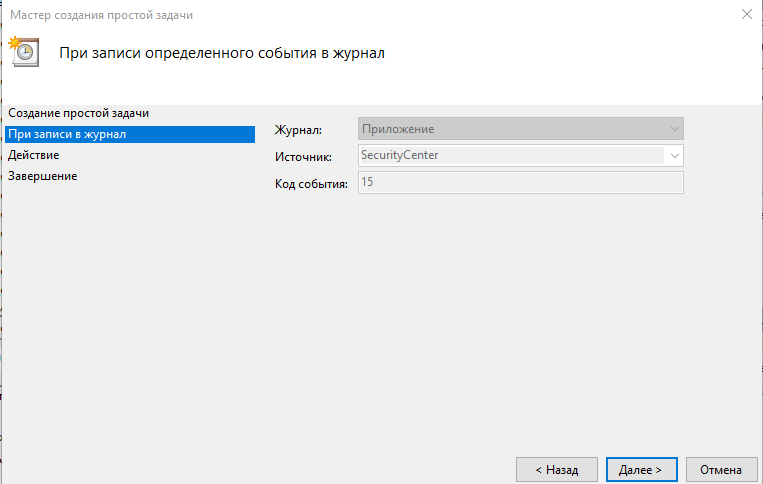 Мастер создания простой задачи
При записи определенного события в журнал
Создание простой задачи
При записи в журнал
Действие
Завершение
Журнал: Приложение
Источник: SecurityCenter
Код события: 15
< Назад Далее > Отмена